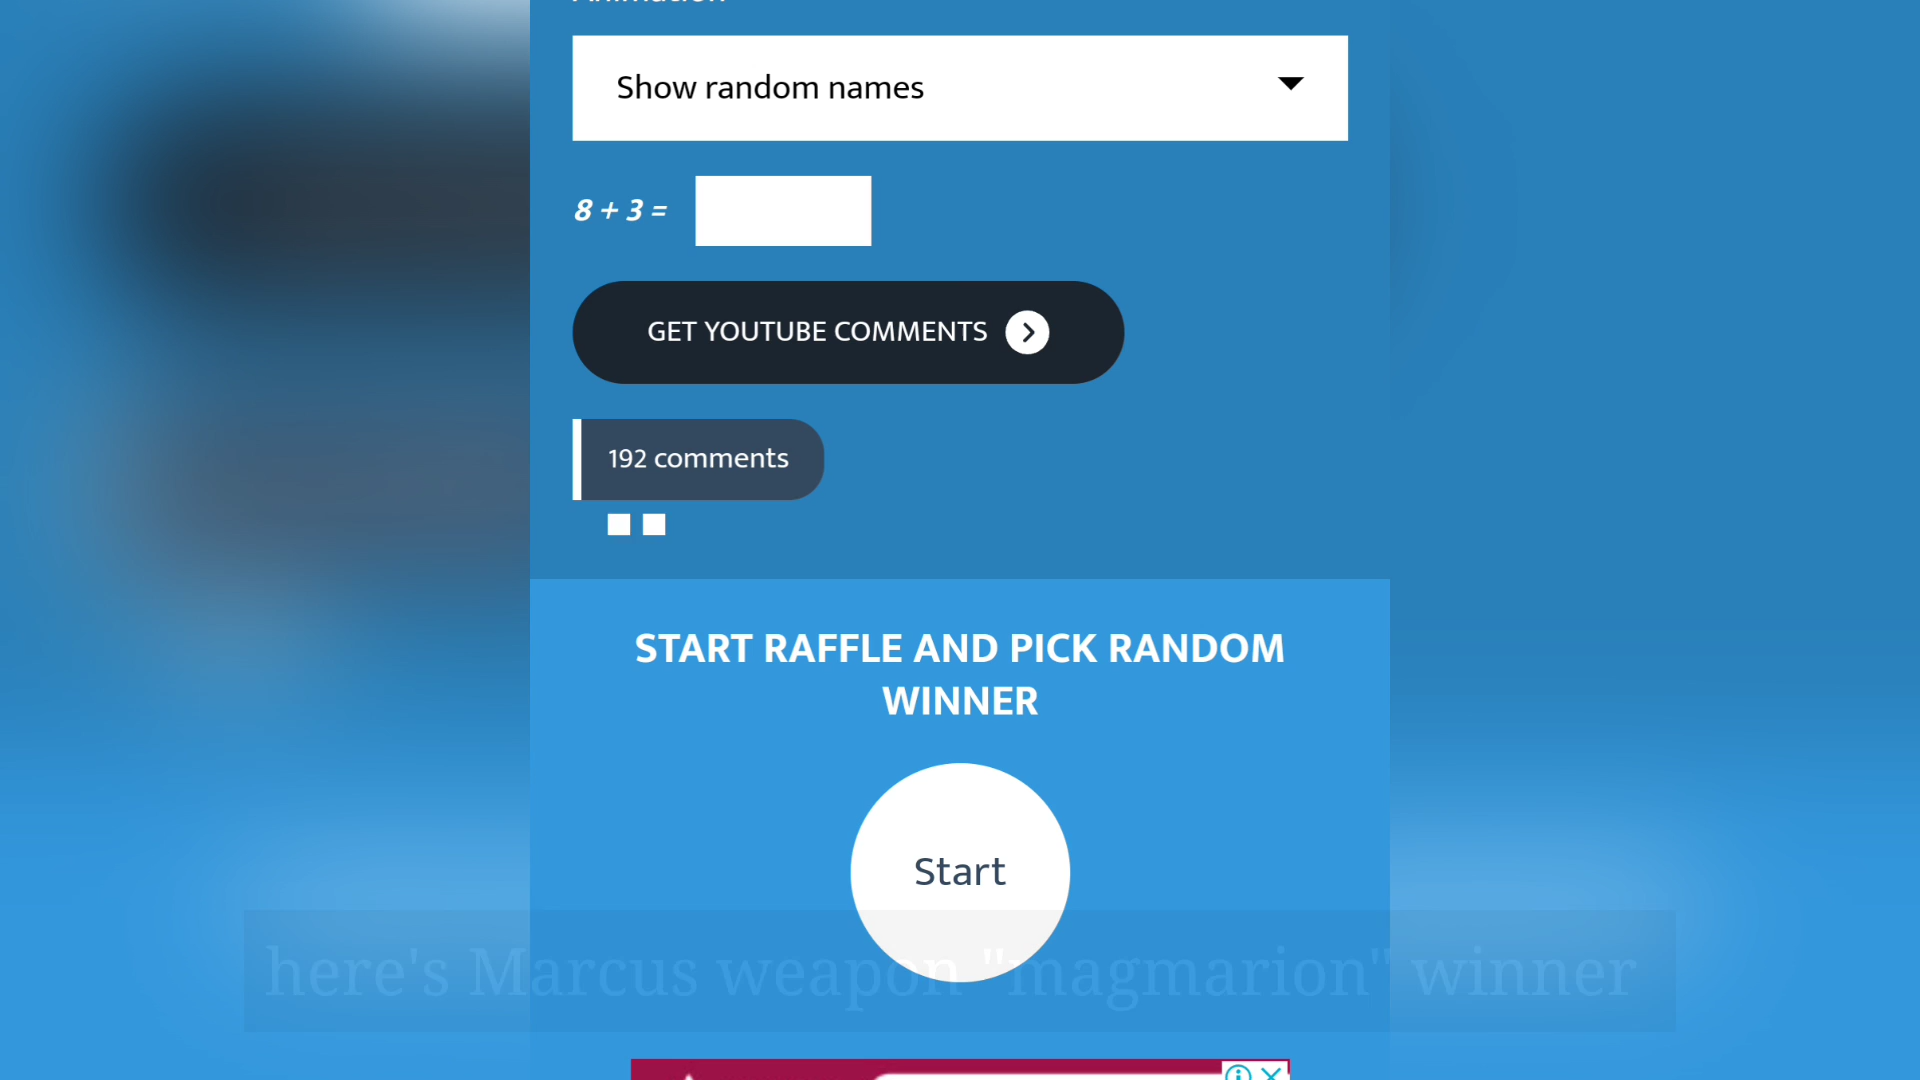 Animation
Show random names
8 + 3 =
GET YOUTUBE COMMENTS
192 comments
START RAFFLE AND PICK RANDOM
WINNER
Start
here's Marcus weapon "magmarion" winner